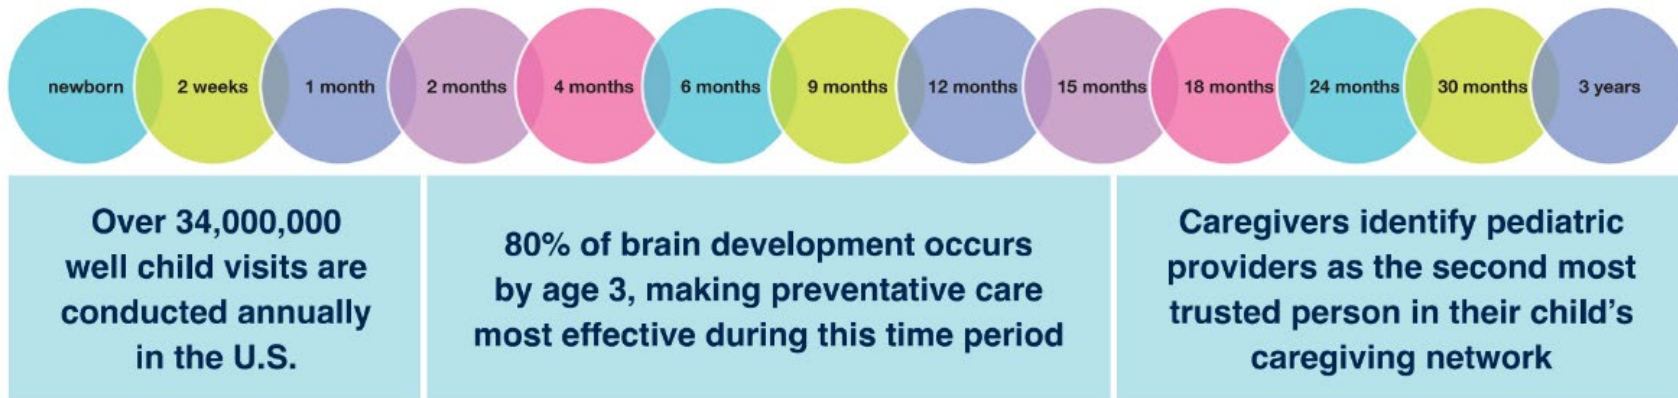 newborn
2 weeks
1 month
2 months
4 months
6 months
9 months
12 months
15 months
18 months
24 months
30 months
3 years
Over 34,000,000
well child visits are
conducted annually
in the U.S.
80% of brain development occurs
by age 3, making preventative care
most effective during this time period
Caregivers identify pediatric
providers as the second most
trusted person in their child's
caregiving network